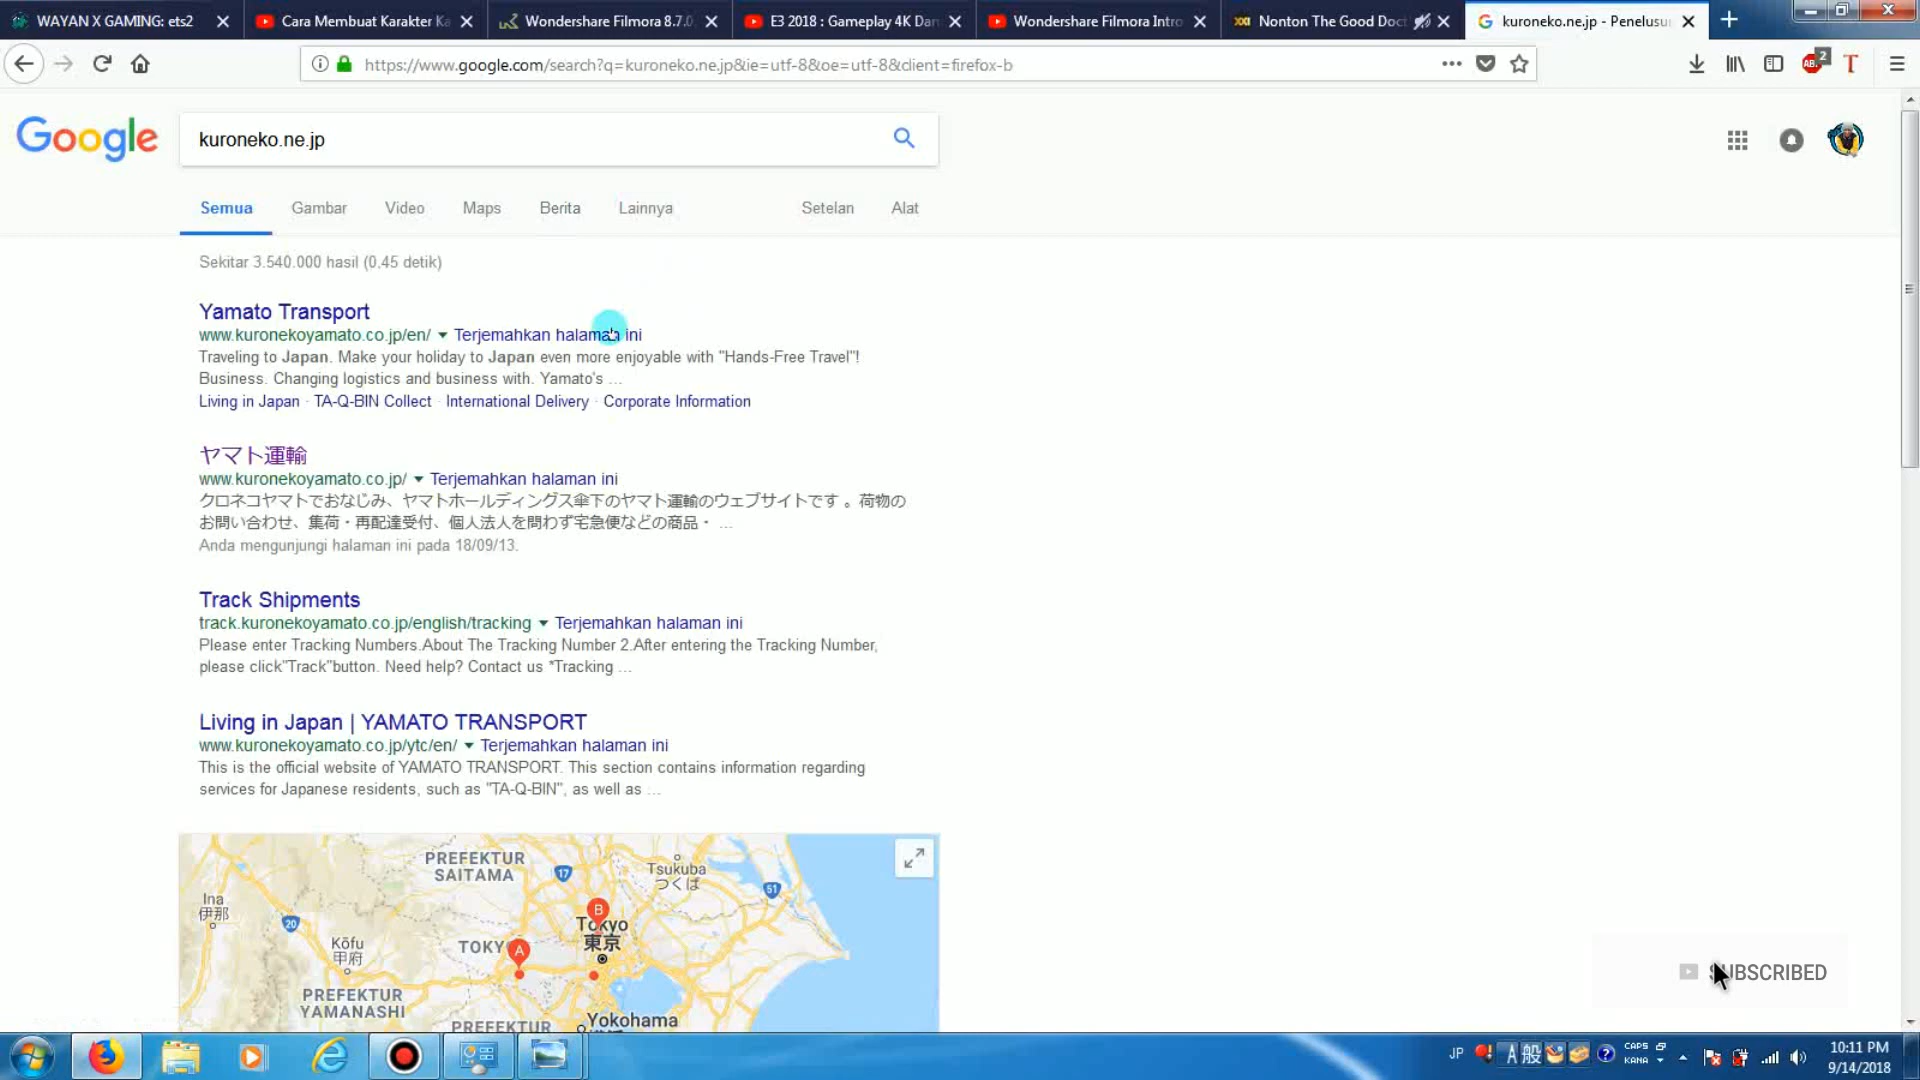 WAYAN X GAMING: ets2
Cara Membuat Karakter Ka
Wondershare Filmora 8.7.0
E3 2018 : Gameplay 4K Dar
Wondershare Filmora Intro
XXI Nonton The Good Doct
kuroneko.ne.jp - Penelusu
https://www.google.com/search?q=kuroneko.ne.jp&ie=utf-8&oe=utf-8&client=firefox-b
ABP 2
T
Google
kuroneko.ne.jp
Semua Gambar Video Maps Berita Lainnya Setelan Alat
Sekitar 3.540.000 hasil (0,45 detik)
Yamato Transport
www.kuronekoyamato.co.jp/en/ Terjemahkan halaman ini
Traveling to Japan. Make your holiday to Japan even more enjoyable with "Hands-Free Travel"!
Business. Changing logistics and business with. Yamato's ...
Living in Japan · TA-Q-BIN Collect · International Delivery · Corporate Information
ヤマト運輸
www.kuronekoyamato.co.jp/ Terjemahkan halaman ini
クロネコヤマトでおなじみ、ヤマトホールディングス傘下のヤマト運輸のウェブサイトです 。荷物の
お問い合わせ、集荷・再配達受付、個人法人を問わず宅急便などの商品・ ...
Anda mengunjungi halaman ini pada 18/09/13.
Track Shipments
track.kuronekoyamato.co.jp/english/tracking Terjemahkan halaman ini
Please enter Tracking Numbers.About The Tracking Number 2.After entering the Tracking Number,
please click"Track"button. Need help? Contact us *Tracking ...
Living in Japan | YAMATO TRANSPORT
www.kuronekoyamato.co.jp/ytc/en/ Terjemahkan halaman ini
This is the official website of YAMATO TRANSPORT. This section contains information regarding
services for Japanese residents, such as "TA-Q-BIN", as well as ...
PREFEKTUR
SAITAMA
17
Tsukuba
つくば
51
Ina
伊那
20
B
Tokyo
東京
Kōfu
甲府
TOKY
A
PREFEKTUR
YAMANASHI
PREFEKTUR
Yokohama
SUBSCRIBED
JP
A 般
CAPS
KANA
10:11 PM
9/14/2018